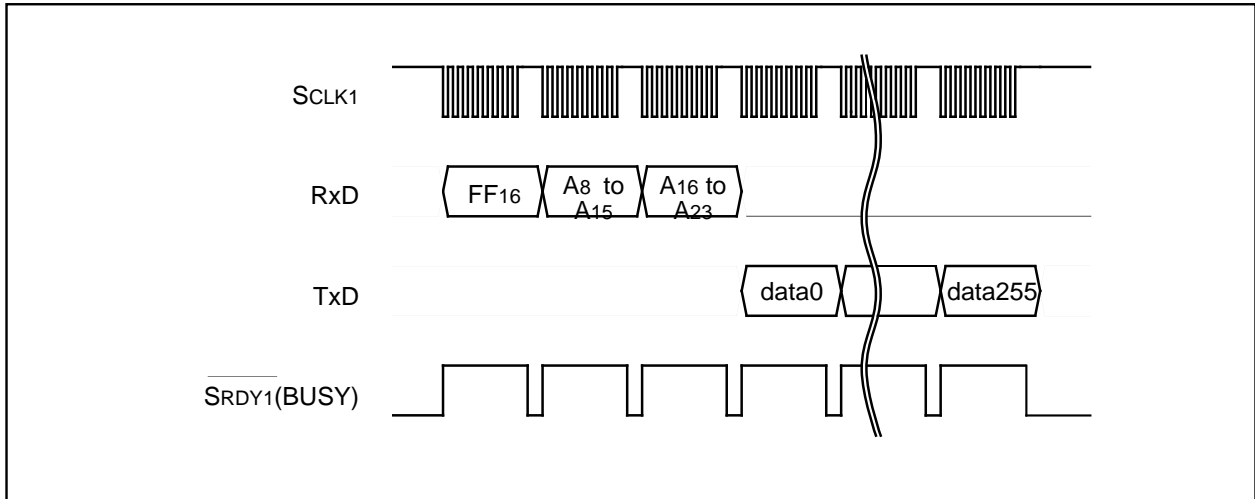 SCLK1
RxD
FF16
A8 to
A15
A16 to
A23
TxD
data0
data255
SRDY1(BUSY)